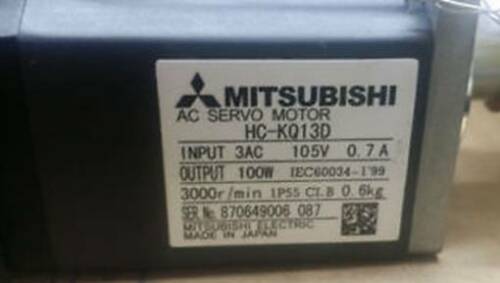 MITSUBISHI
AC SERVO MOTOR
HC-KQ13D
INPUT 3AC 105V 0.7A
OUTPUT 100W IEC60034-1'99
3000r/min IP55 CI.B 0.6kg
SER.No. 870649006 087
MITSUBISHI ELECTRIC
MADE IN JAPAN